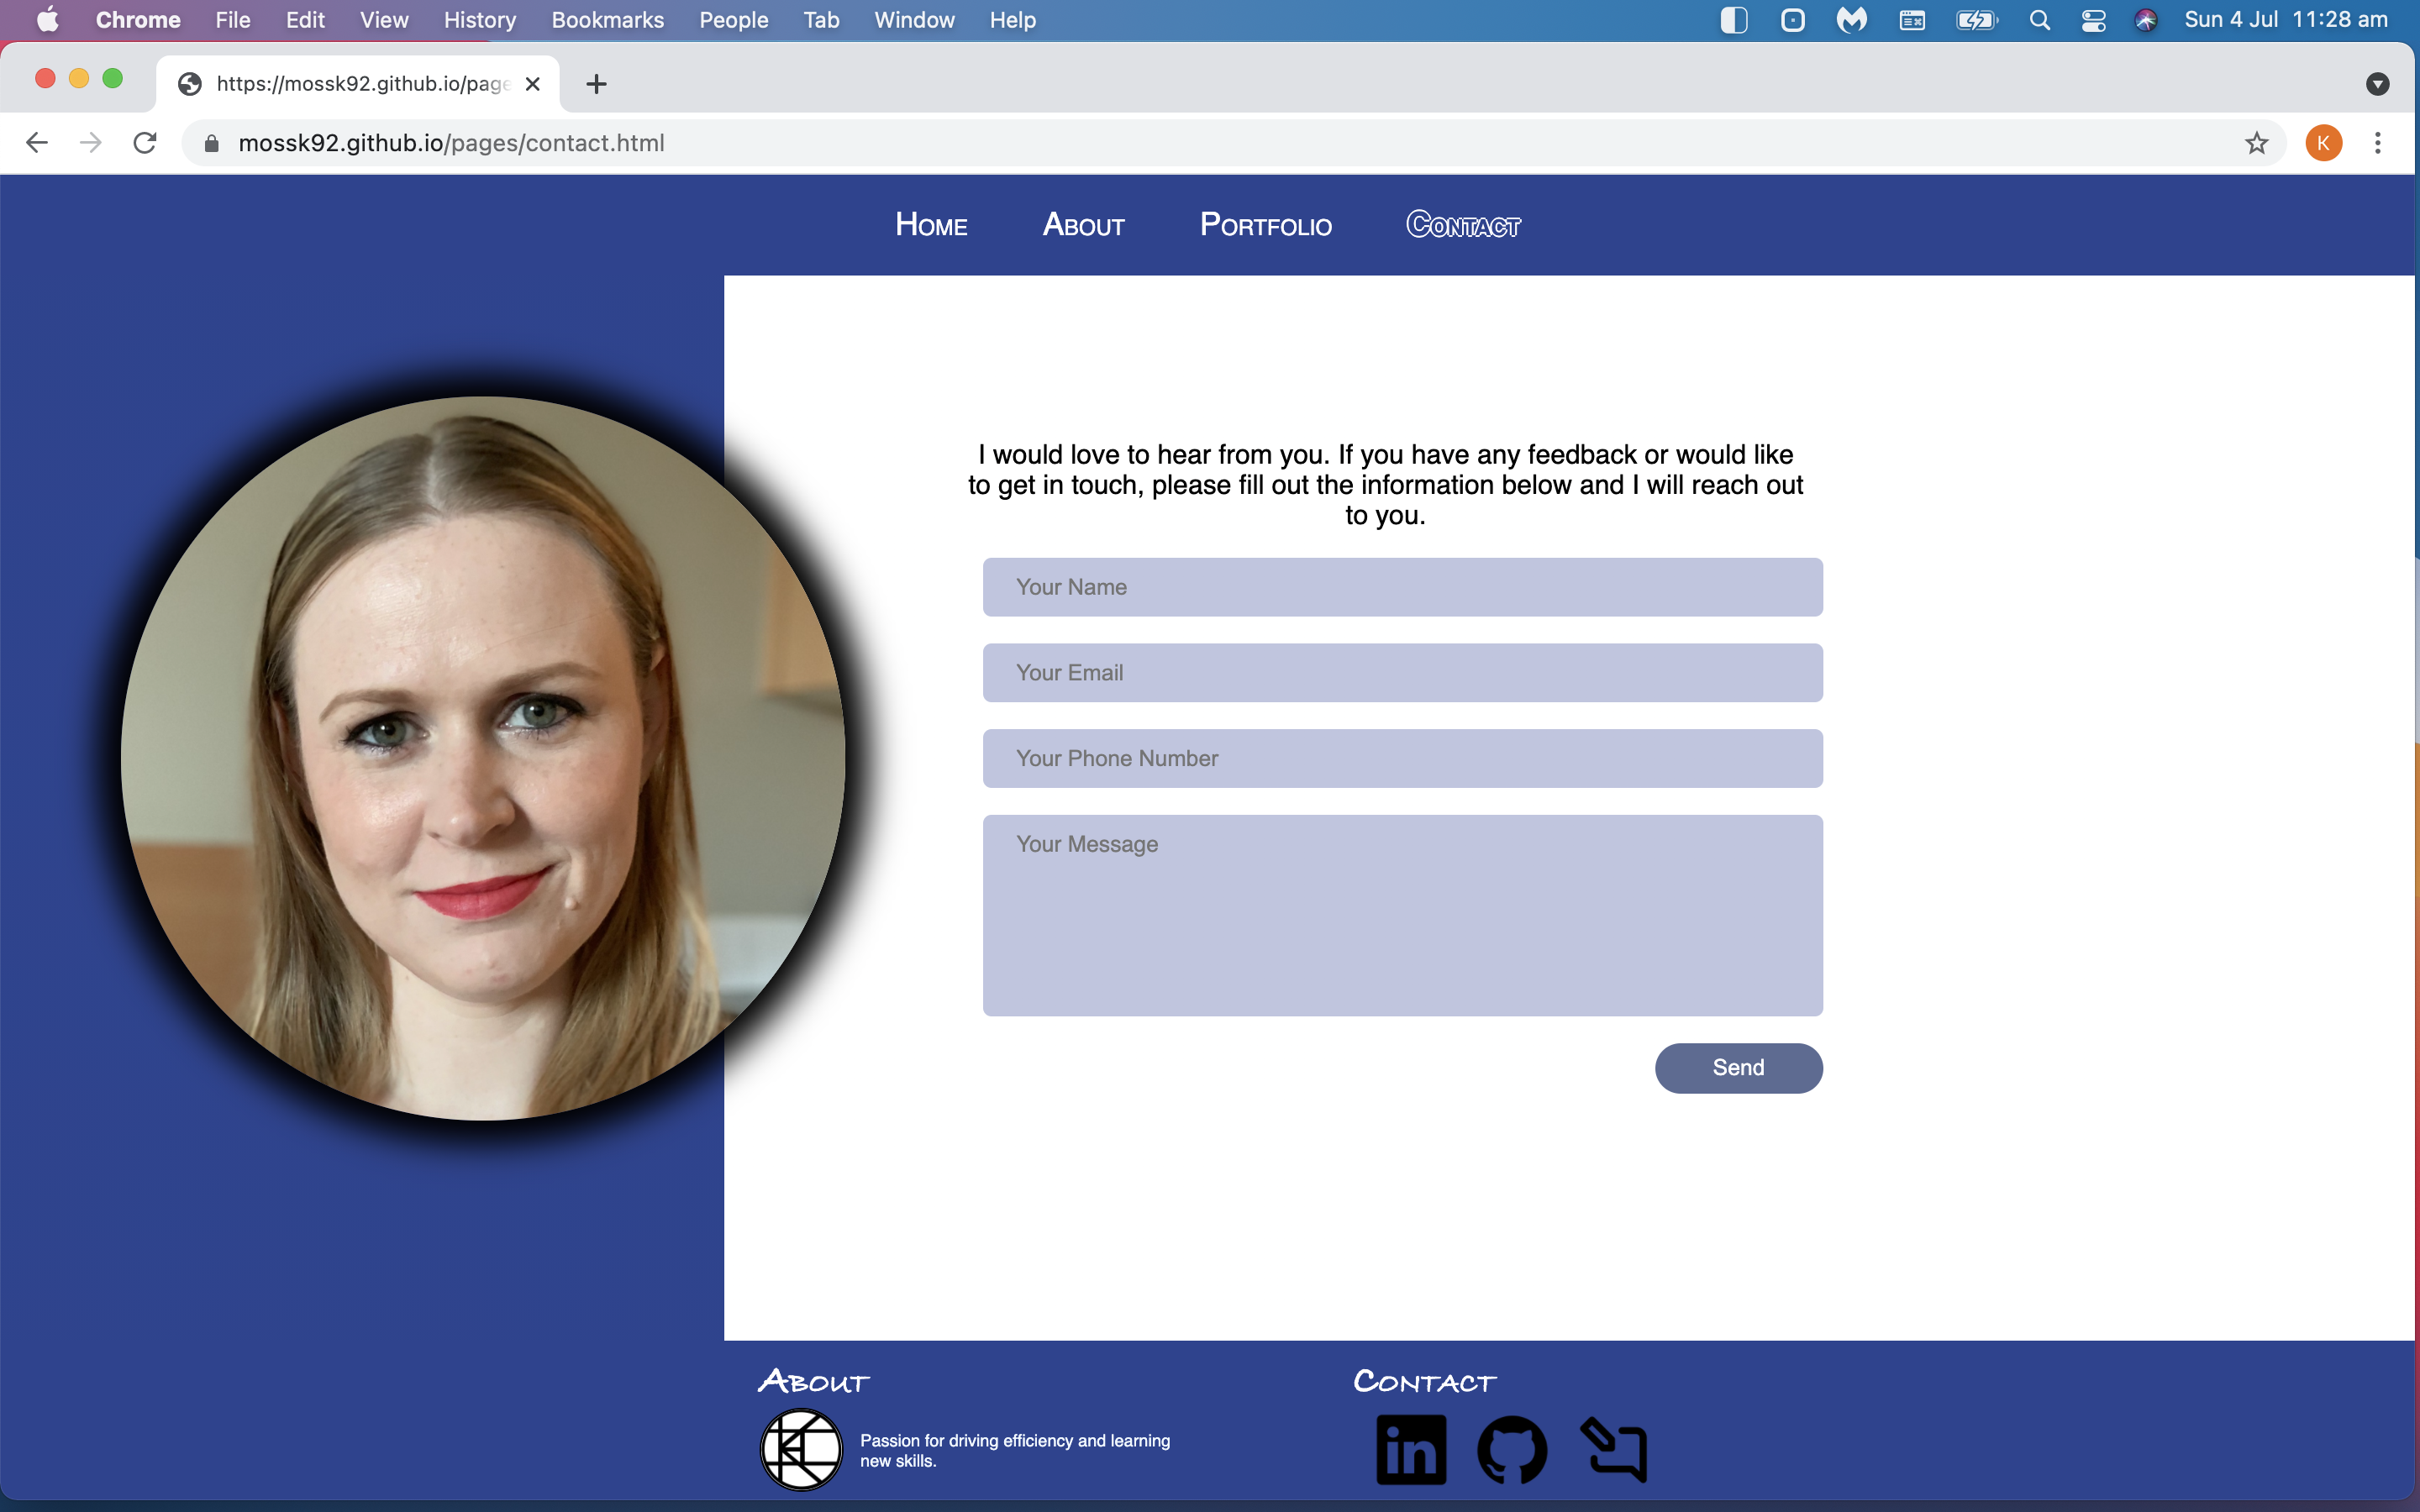 Chrome File Edit View History Bookmarks People Tab Window Help Sun 4 Jul 11:28 am
https://mossk92.github.io/page
mossk92.github.io/pages/contact.html
K
Home About Portfolio Contact
I would love to hear from you. If you have any feedback or would like
to get in touch, please fill out the information below and I will reach out
to you.
Your Name
Your Email
Your Phone Number
Your Message
Send
About Contact
Passion for driving efficiency and learning
new skills.
in